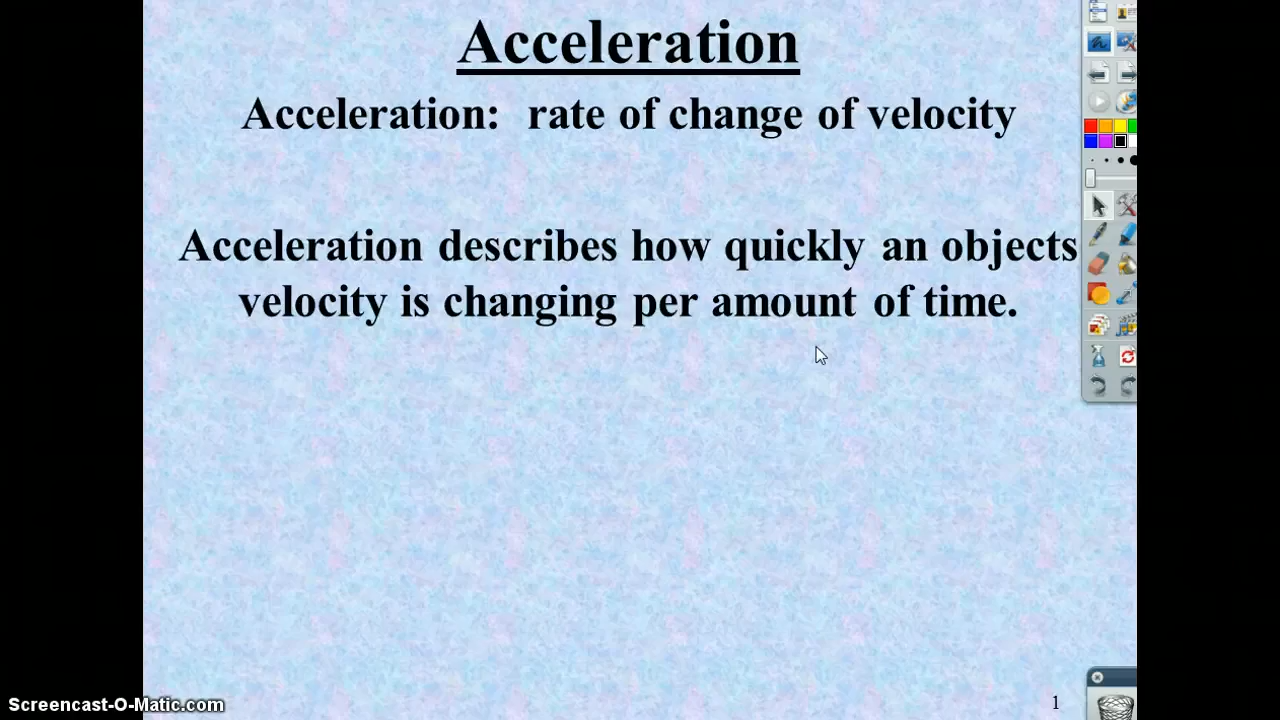 Acceleration
Acceleration: rate of change of velocity
Acceleration describes how quickly an objects
velocity is changing per amount of time.
1
Screencast-O-Matic.com